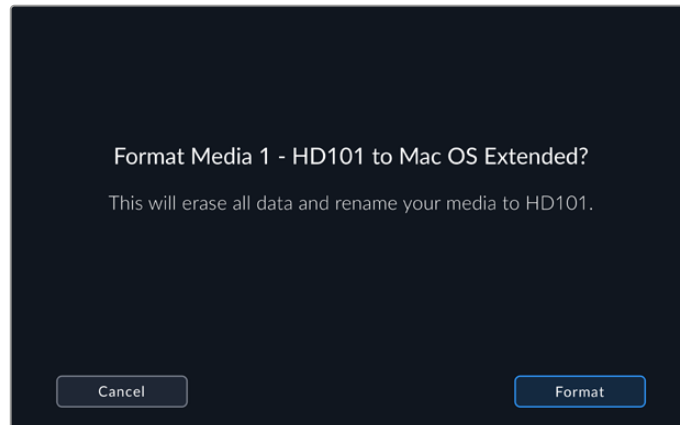 Format Media 1 - HD101 to Mac OS Extended?
This will erase all data and rename your media to HD101.
Cancel
Format